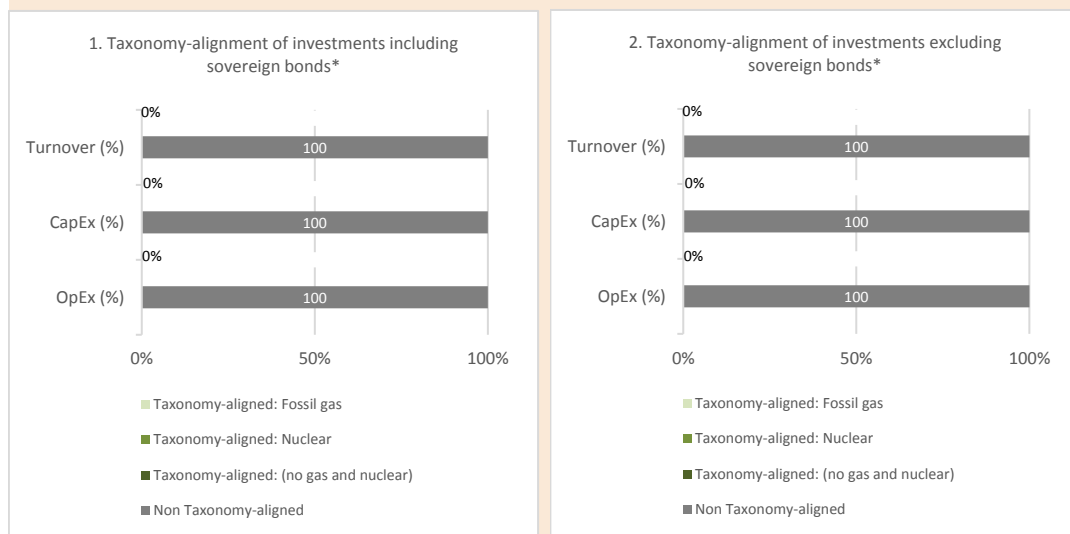 1. Taxonomy-alignment of investments including
sovereign bonds*
0%
Turnover (%)
100
0%
CapEx (%)
100
0%
OpEx (%)
100
0%
50%
100%
Taxonomy-aligned: Fossil gas
Taxonomy-aligned: Nuclear
Taxonomy-aligned: (no gas and nuclear)
Non Taxonomy-aligned
2. Taxonomy-alignment of investments excluding
sovereign bonds*
0%
Turnover (%)
100
0%
CapEx (%)
100
0%
OpEx (%)
100
0%
50%
100%
Taxonomy-aligned: Fossil gas
Taxonomy-aligned: Nuclear
Taxonomy-aligned: (no gas and nuclear)
Non Taxonomy-aligned